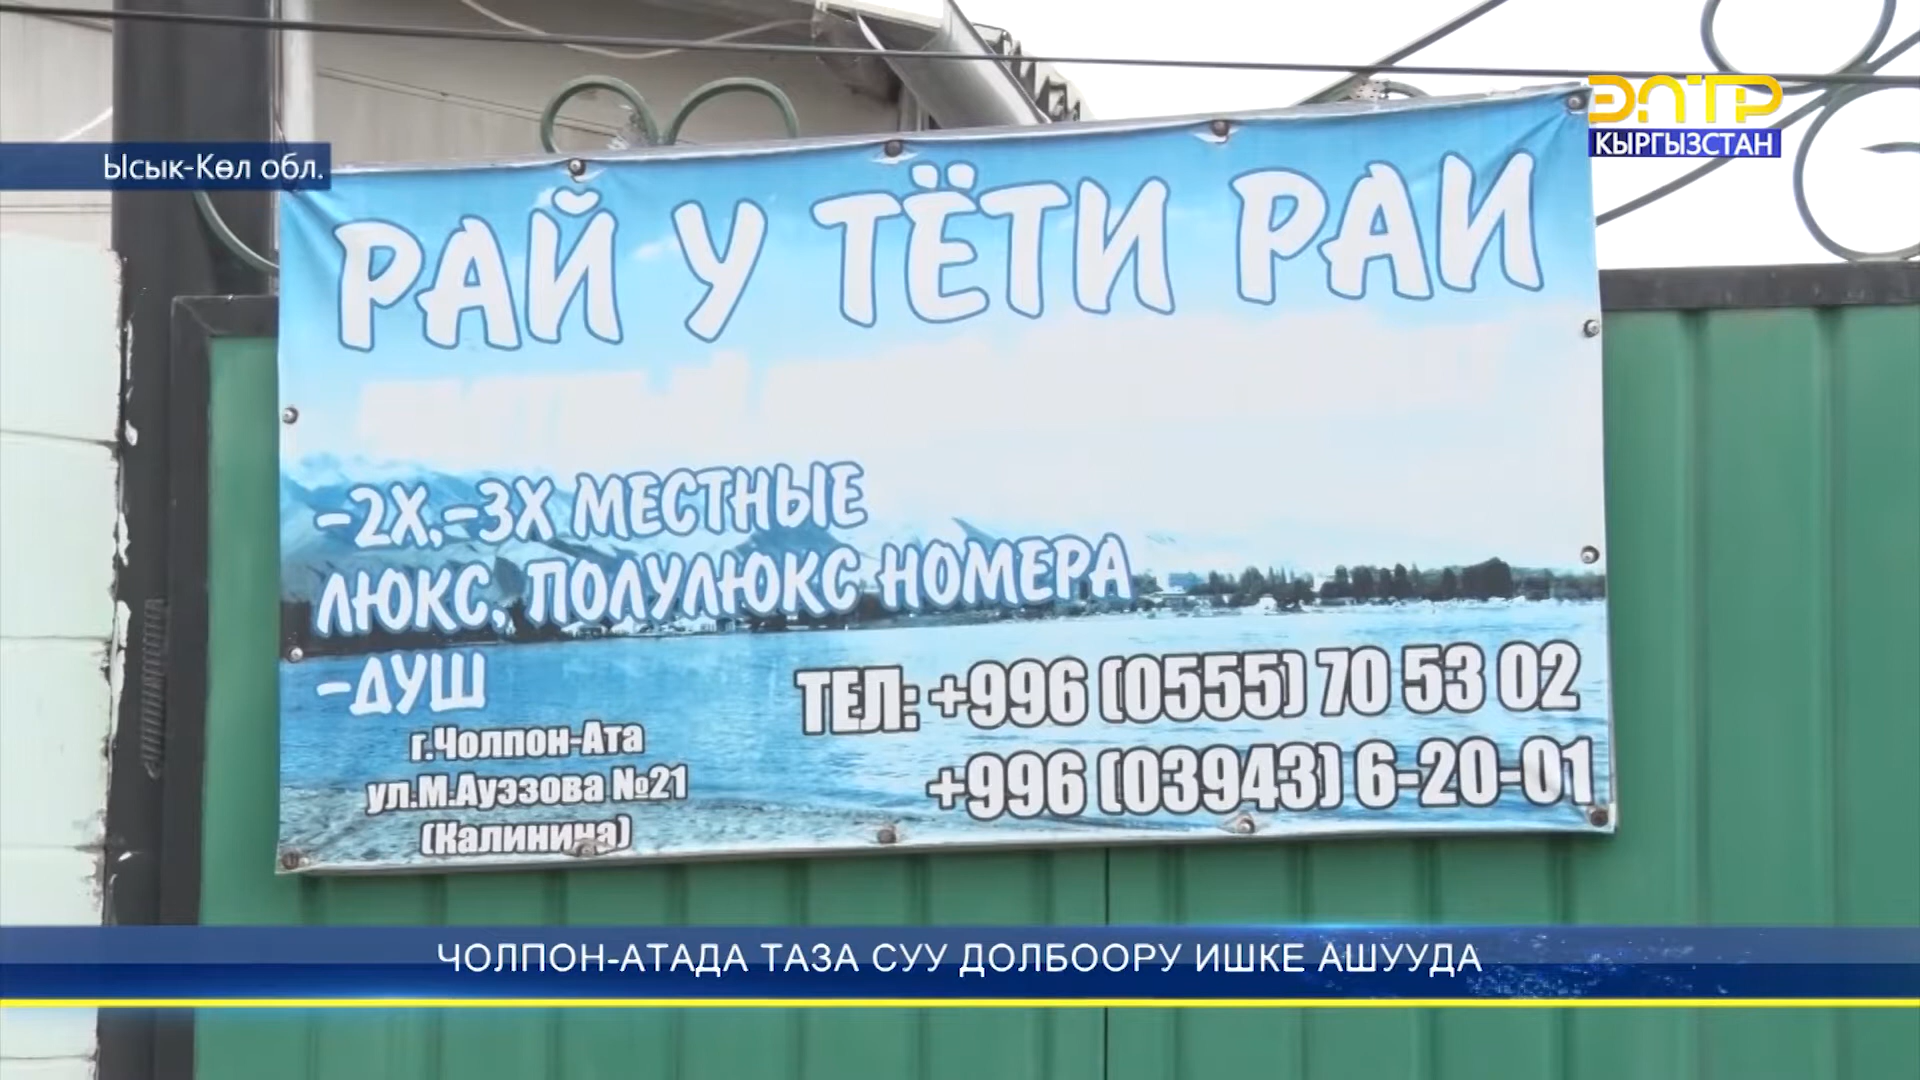 ЭЛТР
КЫРГЫЗСТАН
Ысык-Көл обл.
РАЙ У ТЁТИ РАИ
-2Х,-3Х МЕСТНЫЕ
ЛЮКС, ПОЛУЛЮКС НОМЕРА
-ДУШ
г.Чолпон-Ата
ул.М.Ауэзова №21
(Калинина)
ТЕЛ: +996 (0555) 70 53 02
+996 (03943) 6-20-01
ЧОЛПОН-АТАДА ТАЗА СУУ ДОЛБООРУ ИШКЕ АШУУДА